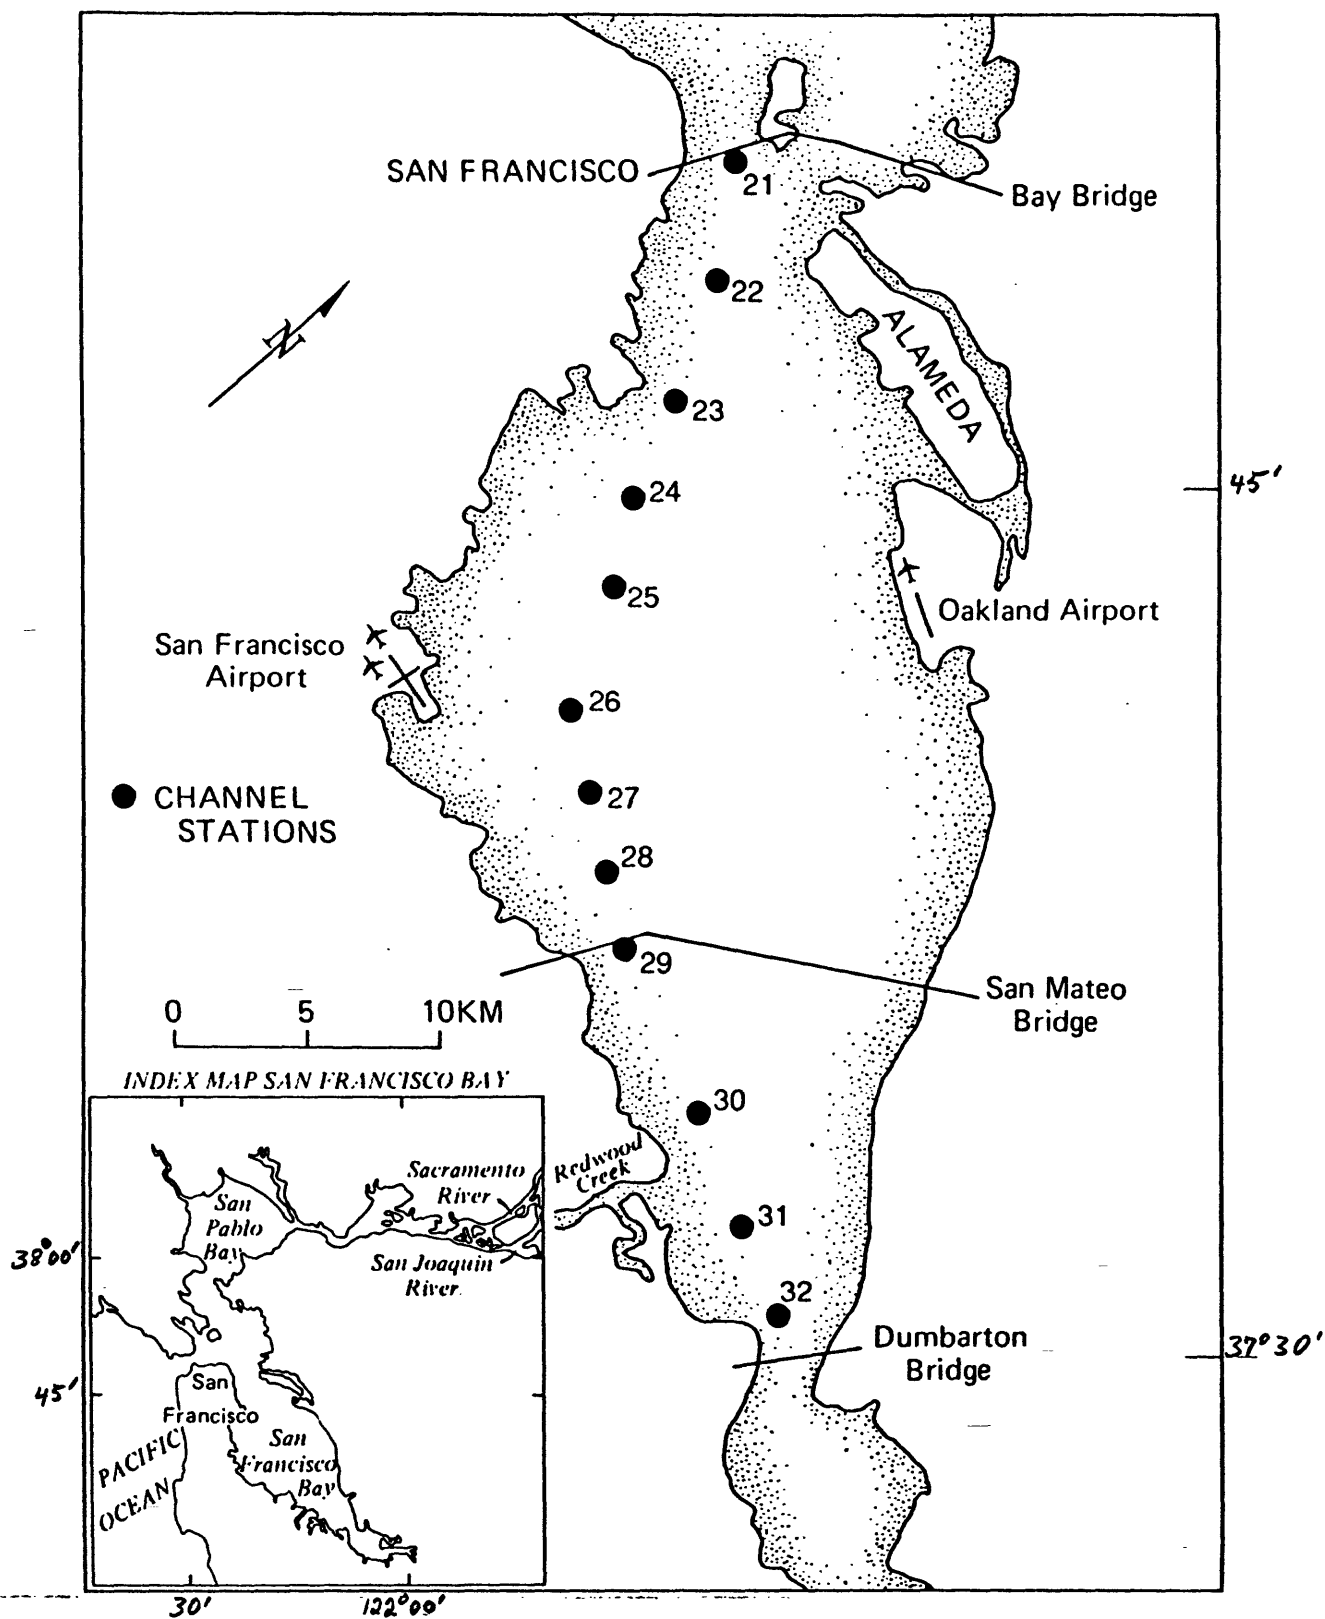 SAN FRANCISCO
21
Bay Bridge
22
N
ALAMEDA
23
24
45'
25
Oakland Airport
San Francisco
Airport
26
27
CHANNEL
STATIONS
28
29
San Mateo
Bridge
0 5 10KM
INDEX MAP SAN FRANCISCO BAY
30
Redwood
Creek
Sacramento
River
San
Pablo
Bay
31
38°00'
San Joaquin
River
32
Dumbarton
Bridge
37°30'
45'
San
Francisco
PACIFIC
OCEAN
San
Francisco
Bay
30'
122°00'